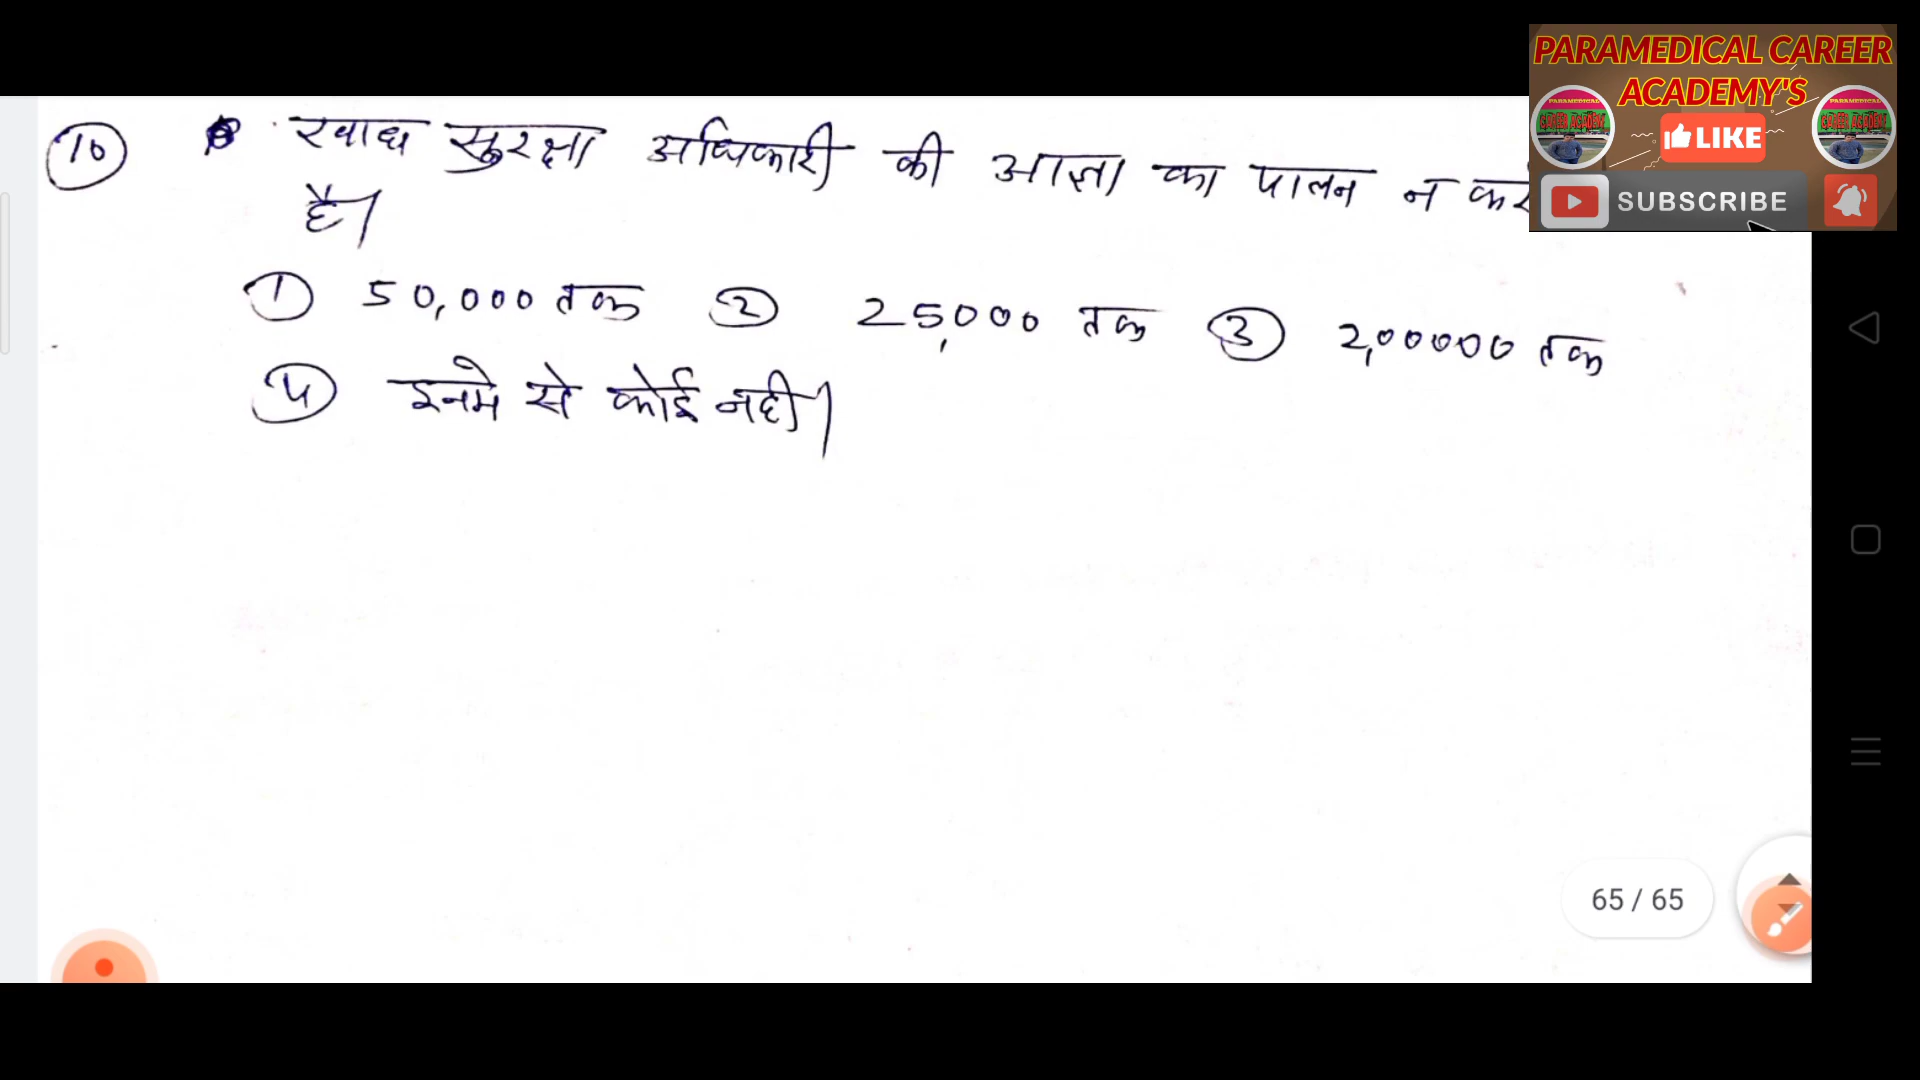 PARAMEDICAL CAREER
ACADEMY'S
LIKE
SUBSCRIBE
10 खाद्य सुरक्षा अधिकारी की आज्ञा का पालन न
है।
1 50,000 तक 2 25,000 तक 3 2,00000 तक
4 इनमे से कोई नही।
65 / 65